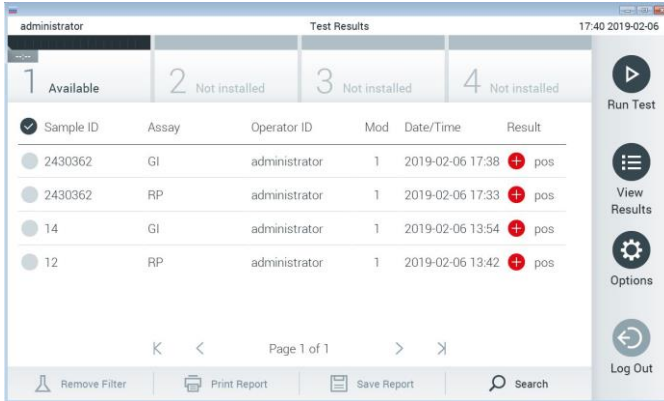 administrator Test Results 17:40 2019-02-06
--:--
1 Available 2 Not installed 3 Not installed 4 Not installed
Run Test
Sample ID Assay Operator ID Mod Date/Time Result
2430362 GI administrator 1 2019-02-06 17:38 pos
2430362 RP administrator 1 2019-02-06 17:33 pos
View
Results
14 GI administrator 1 2019-02-06 13:54 pos
12 RP administrator 1 2019-02-06 13:42 pos
Options
Page 1 of 1
Log Out
Remove Filter Print Report Save Report Search